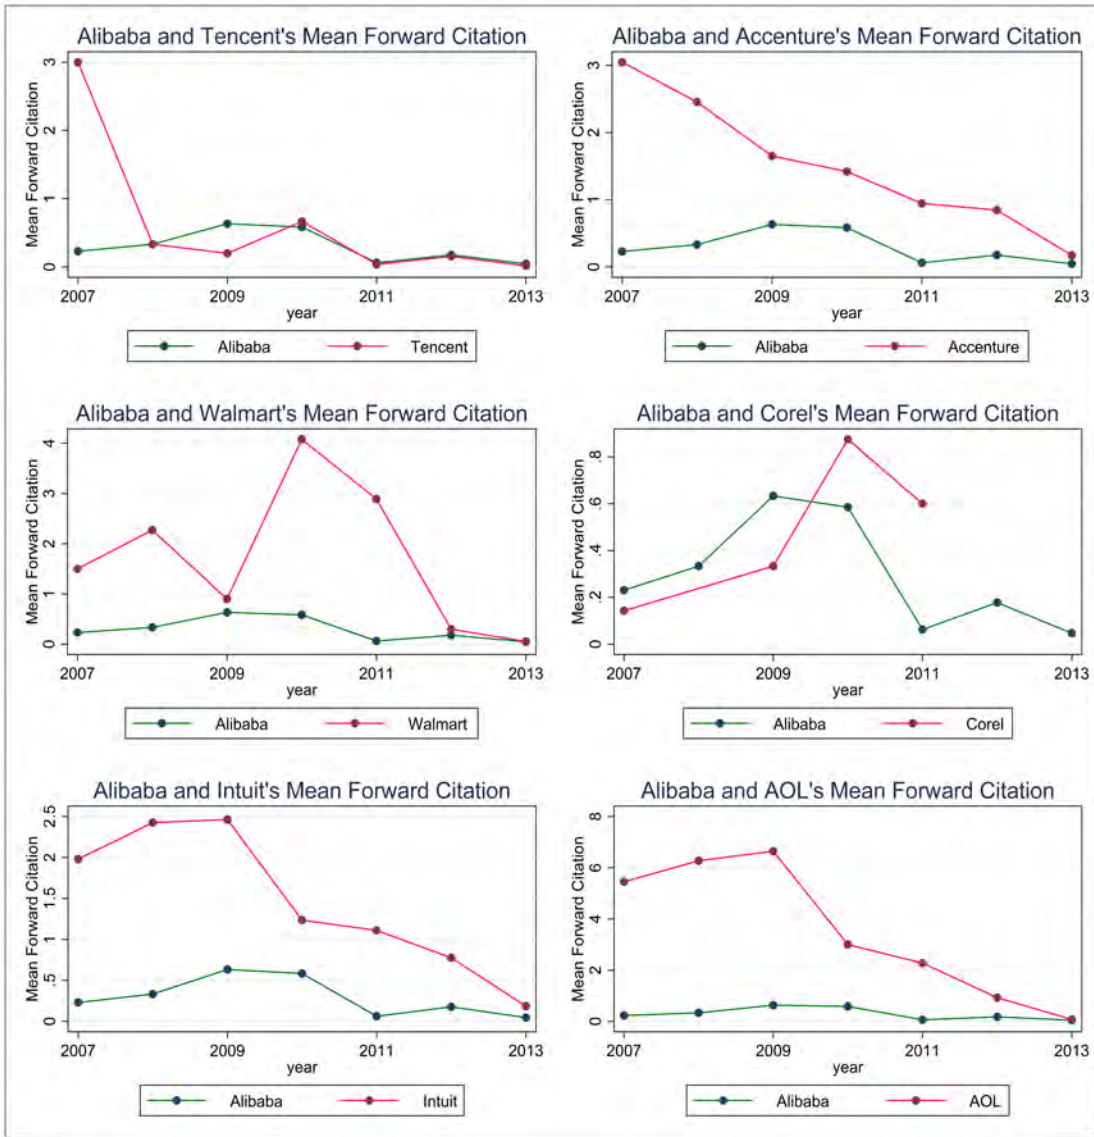 Alibaba and Tencent's Mean Forward Citation
Mean Forward Citation
3
2
1
0
2007 2009 2011 2013
year
Alibaba Tencent
Alibaba and Accenture's Mean Forward Citation
Mean Forward Citation
3
2
1
0
2007 2009 2011 2013
year
Alibaba Accenture
Alibaba and Walmart's Mean Forward Citation
Mean Forward Citation
4
3
2
1
0
2007 2009 2011 2013
year
Alibaba Walmart
Alibaba and Corel's Mean Forward Citation
Mean Forward Citation
.8
.6
.4
.2
0
2007 2009 2011 2013
year
Alibaba Corel
Alibaba and Intuit's Mean Forward Citation
Mean Forward Citation
2.5
2
1.5
1
.5
0
2007 2009 2011 2013
year
Alibaba Intuit
Alibaba and AOL's Mean Forward Citation
Mean Forward Citation
8
6
4
2
0
2007 2009 2011 2013
year
Alibaba AOL